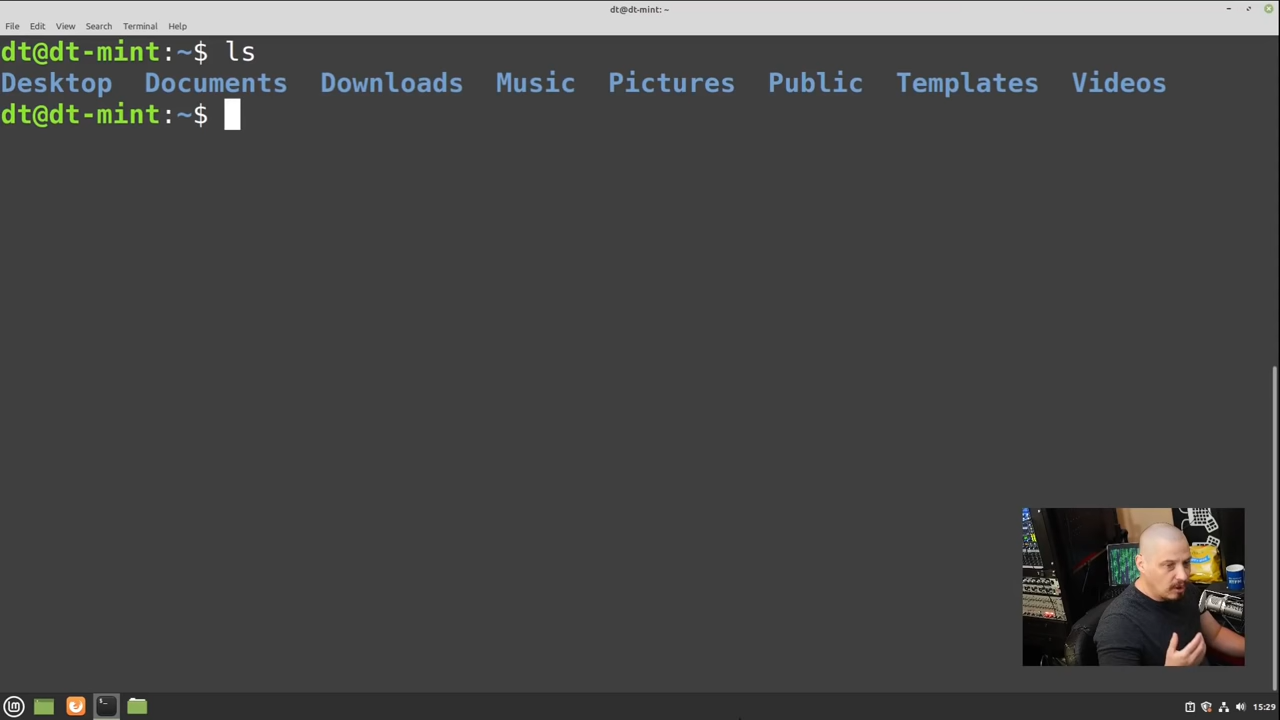 dt@dt-mint: ~
File Edit View Search Terminal Help
dt@dt-mint:~$ ls
Desktop Documents Downloads Music Pictures Public Templates Videos
dt@dt-mint:~$
15:29